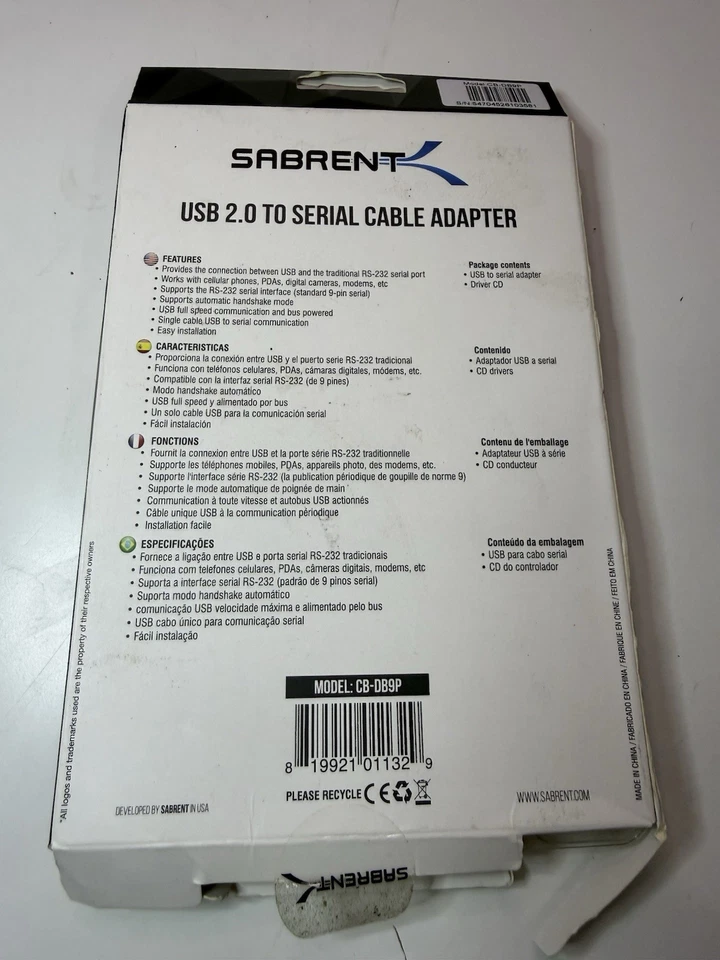 Model: CB-DB9P
SABRENT
USB 2.0 TO SERIAL CABLE ADAPTER
FEATURES
• Provides the connection between USB and the traditional RS-232 serial port
• Works with cellular phones, PDAs, digital cameras, modems, etc
• Supports the RS-232 serial interface (standard 9-pin serial)
• Supports automatic handshake mode
• USB full speed communication and bus powered
• Single cable USB to serial communication
• Easy installation
Package contents
• USB to serial adapter
• Driver CD
CARACTERISTICAS
• Proporciona la conexión entre USB y el puerto serie RS-232 tradicional
• Funciona con teléfonos celulares, PDAs, cámaras digitales, módems, etc.
• Compatible con la interfaz serial RS-232 (de 9 pines)
• Modo handshake automático
• USB full speed y alimentado por bus
• Un solo cable USB para la comunicación serial
• Fácil instalación
Contenido
• Adaptador USB a serial
• CD drivers
FONCTIONS
• Fournit la connexion entre USB et la porte série RS-232 traditionnelle
• Supporte les téléphones mobiles, PDAs, appareils photo, des modems, etc.
• Supporte l'interface série RS-232 (la publication périodique de goupille de norme 9)
• Supporte le mode automatique de poignée de main
• Communication à toute vitesse et autobus USB actionnés
• Câble unique USB à la communication périodique
• Installation facile
Contenu de l'emballage
• Adaptateur USB à série
• CD conducteur
ESPECIFICAÇÕES
• Fornece a ligação entre USB e porta serial RS-232 tradicionais
• Funciona com telefones celulares, PDAs, câmeras digitais, modems, etc
• Suporta a interface serial RS-232 (padrão de 9 pinos serial)
• Suporta modo handshake automático
• comunicação USB velocidade máxima e alimentado pelo bus
• USB cabo único para comunicação serial
• Fácil instalação
Conteúdo da embalagem
• USB para cabo serial
• CD do controlador
*All logos and trademarks used are the property of their respective owners
MADE IN CHINA / FABRICADO EN CHINA / FABRIQUE EN CHINE / FEITO EM CHINA
MODEL: CB-DB9P
8 19921 01132 9
PLEASE RECYCLE CE
DEVELOPED BY SABRENT IN USA
WWW.SABRENT.COM
SABRENT